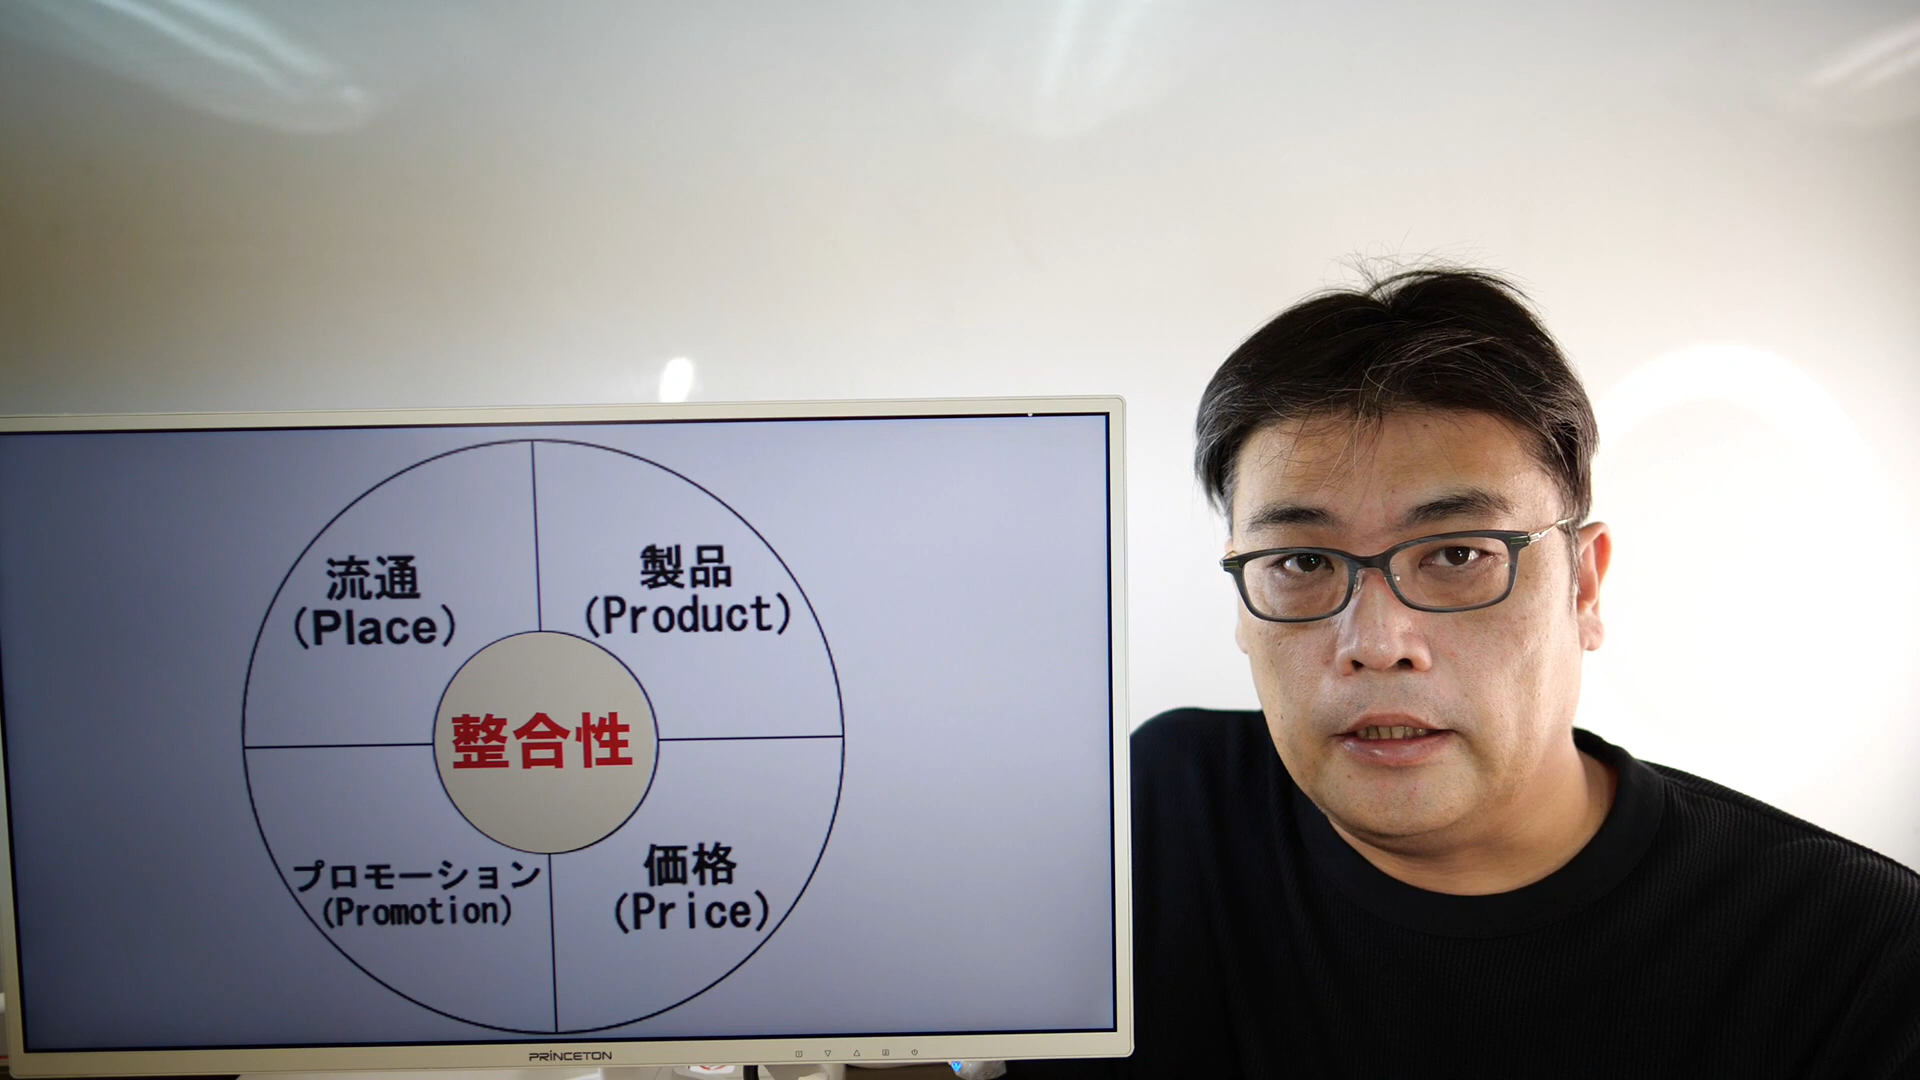 流通
(Place)
製品
(Product)
整合性
プロモーション
(Promotion)
価格
(Price)
PRINCETON